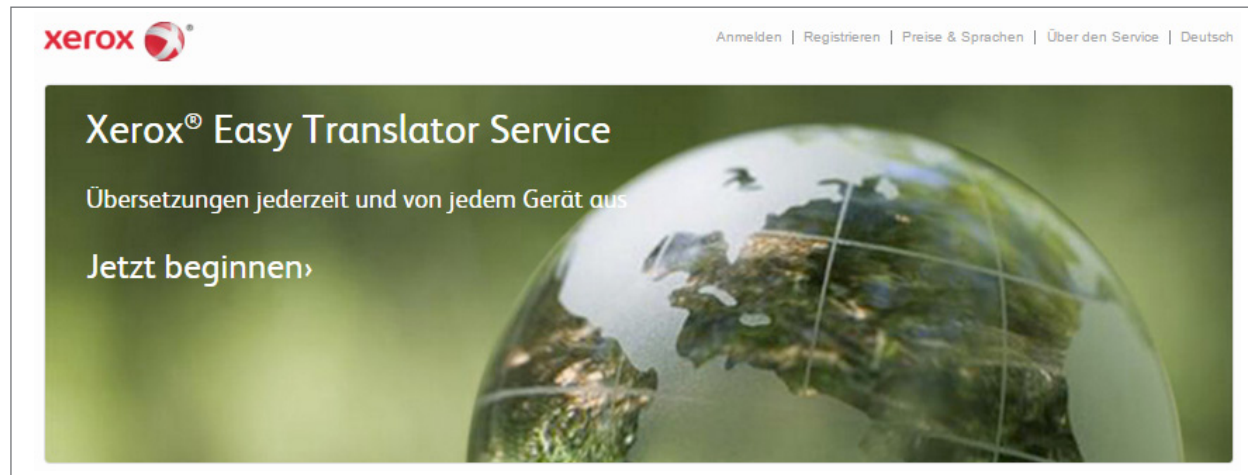 xerox
Anmelden | Registrieren | Preise & Sprachen | Über den Service | Deutsch
Xerox® Easy Translator Service
Übersetzungen jederzeit und von jedem Gerät aus
Jetzt beginnen›